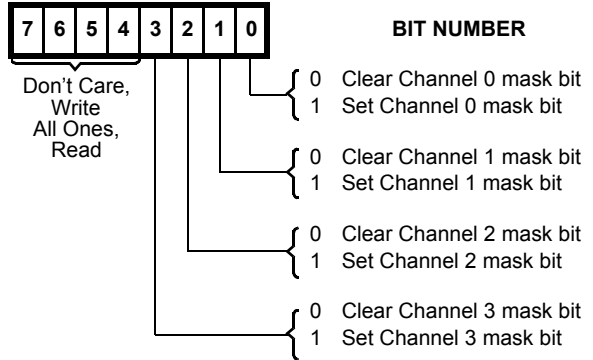 7 6 5 4 3 2 1 0 BIT NUMBER
Don't Care,
Write
All Ones,
Read
0 Clear Channel 0 mask bit
1 Set Channel 0 mask bit
0 Clear Channel 1 mask bit
1 Set Channel 1 mask bit
0 Clear Channel 2 mask bit
1 Set Channel 2 mask bit
0 Clear Channel 3 mask bit
1 Set Channel 3 mask bit